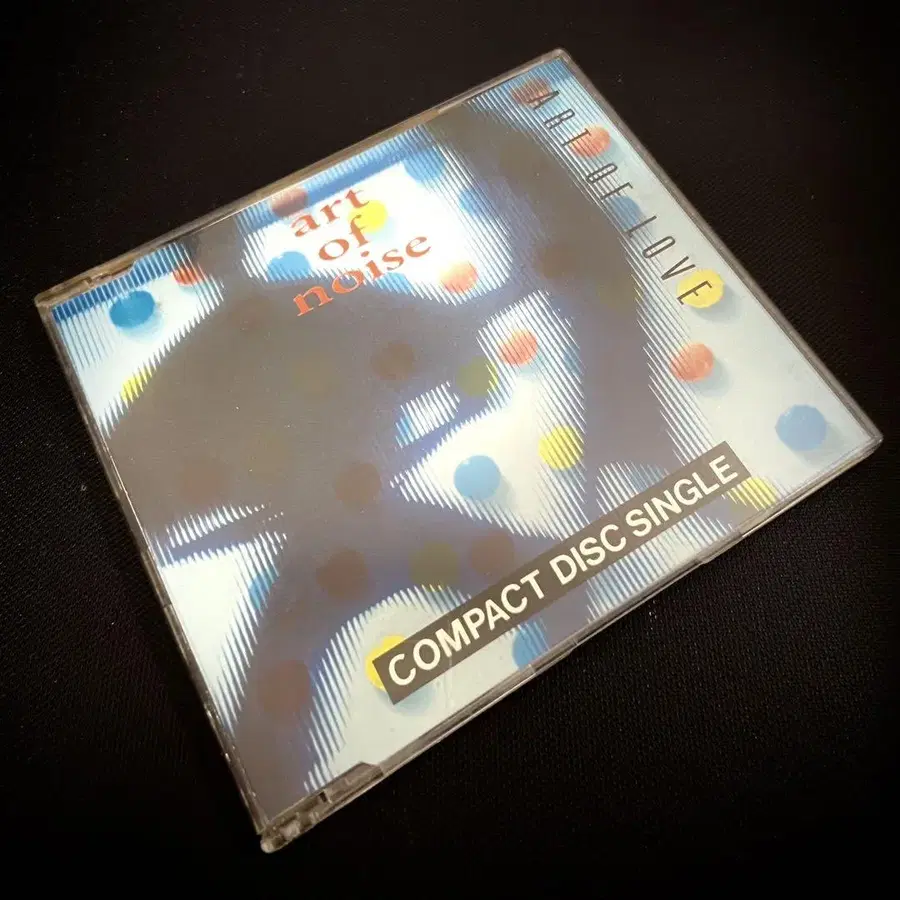 art
of
noise
ART OF LOVE
COMPACT DISC SINGLE